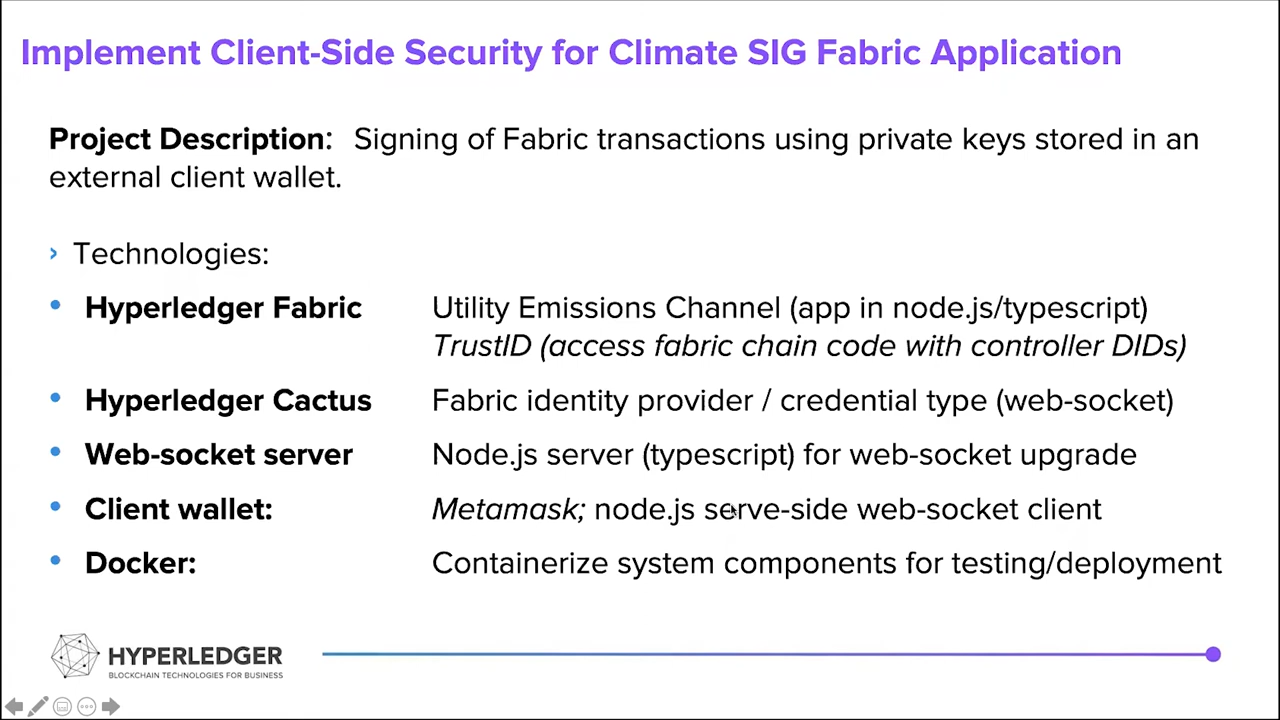 Implement Client-Side Security for Climate SIG Fabric Application
Project Description: Signing of Fabric transactions using private keys stored in an
external client wallet.
› Technologies:
• Hyperledger Fabric Utility Emissions Channel (app in node.js/typescript)
TrustID (access fabric chain code with controller DIDs)
• Hyperledger Cactus Fabric identity provider / credential type (web-socket)
• Web-socket server Node.js server (typescript) for web-socket upgrade
• Client wallet: Metamask; node.js serve-side web-socket client
• Docker: Containerize system components for testing/deployment
HYPERLEDGER
BLOCKCHAIN TECHNOLOGIES FOR BUSINESS